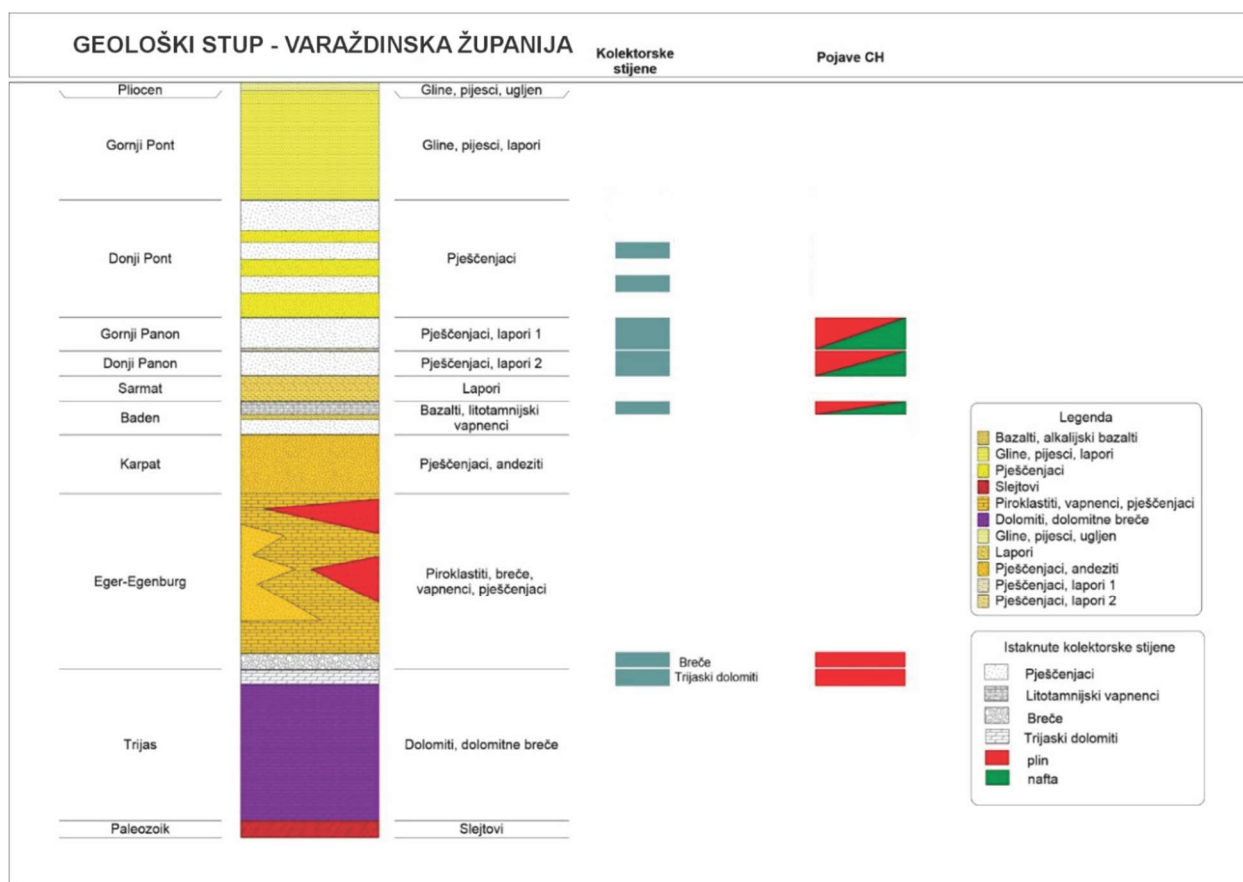 GEOLOŠKI STUP - VARAŽDINSKA ŽUPANIJA
Kolektorske
stijene
Pojave CH
Pliocen
Gline, pijesci, ugljen
Gornji Pont
Gline, pijesci, lapori
Donji Pont
Pješčenjaci
Gornji Panon
Pješčenjaci, lapori 1
Donji Panon
Pješčenjaci, lapori 2
Sarmat
Lapori
Baden
Bazalti, litotamnijski
vapnenci
Karpat
Pješčenjaci, andeziti
Eger-Egenburg
Piroklastiti, breče,
vapnenci, pješčenjaci
Breče
Trijaski dolomiti
Trijas
Dolomiti, dolomitne breče
Paleozoik
Slejtovi
Legenda
Bazalti, alkalijski bazalti
Gline, pijesci, lapori
Pješčenjaci
Slejtovi
Piroklastiti, vapnenci, pješčenjaci
Dolomiti, dolomitne breče
Gline, pijesci, ugljen
Lapori
Pješčenjaci, andeziti
Pješčenjaci, lapori 1
Pješčenjaci, lapori 2
Istaknute kolektorske stijene
Pješčenjaci
Litotamnijski vapnenci
Breče
Trijaski dolomiti
plin
nafta